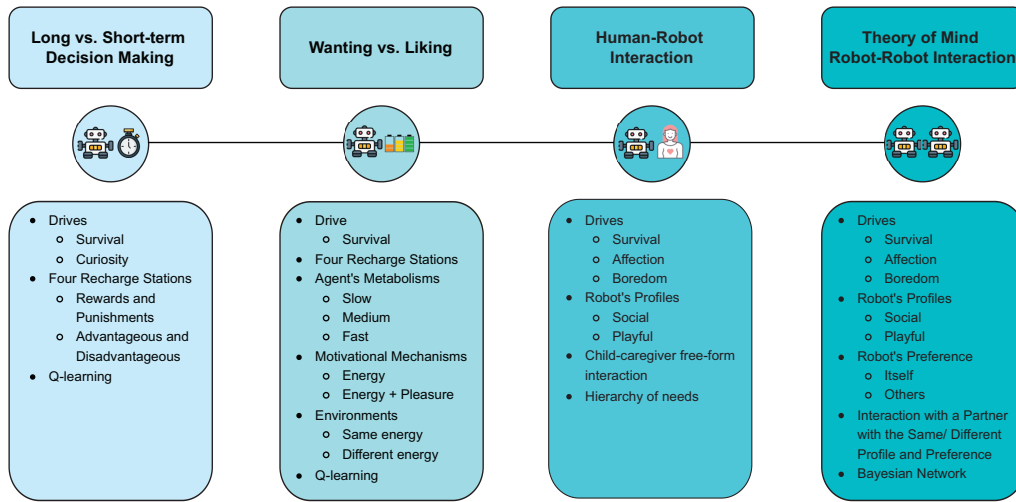 Long vs. Short-term
Decision Making
Wanting vs. Liking
Human-Robot
Interaction
Theory of Mind
Robot-Robot Interaction
• Drives
o Survival
o Curiosity
• Four Recharge Stations
o Rewards and
Punishments
o Advantageous and
Disadvantageous
• Q-learning
• Drive
o Survival
• Four Recharge Stations
• Agent's Metabolisms
o Slow
o Medium
o Fast
• Motivational Mechanisms
o Energy
o Energy + Pleasure
• Environments
o Same energy
o Different energy
• Q-learning
• Drives
o Survival
o Affection
o Boredom
• Robot's Profiles
o Social
o Playful
• Child-caregiver free-form
interaction
• Hierarchy of needs
• Drives
o Survival
o Affection
o Boredom
• Robot's Profiles
o Social
o Playful
• Robot's Preference
o Itself
o Others
• Interaction with a Partner
with the Same/ Different
Profile and Preference
• Bayesian Network